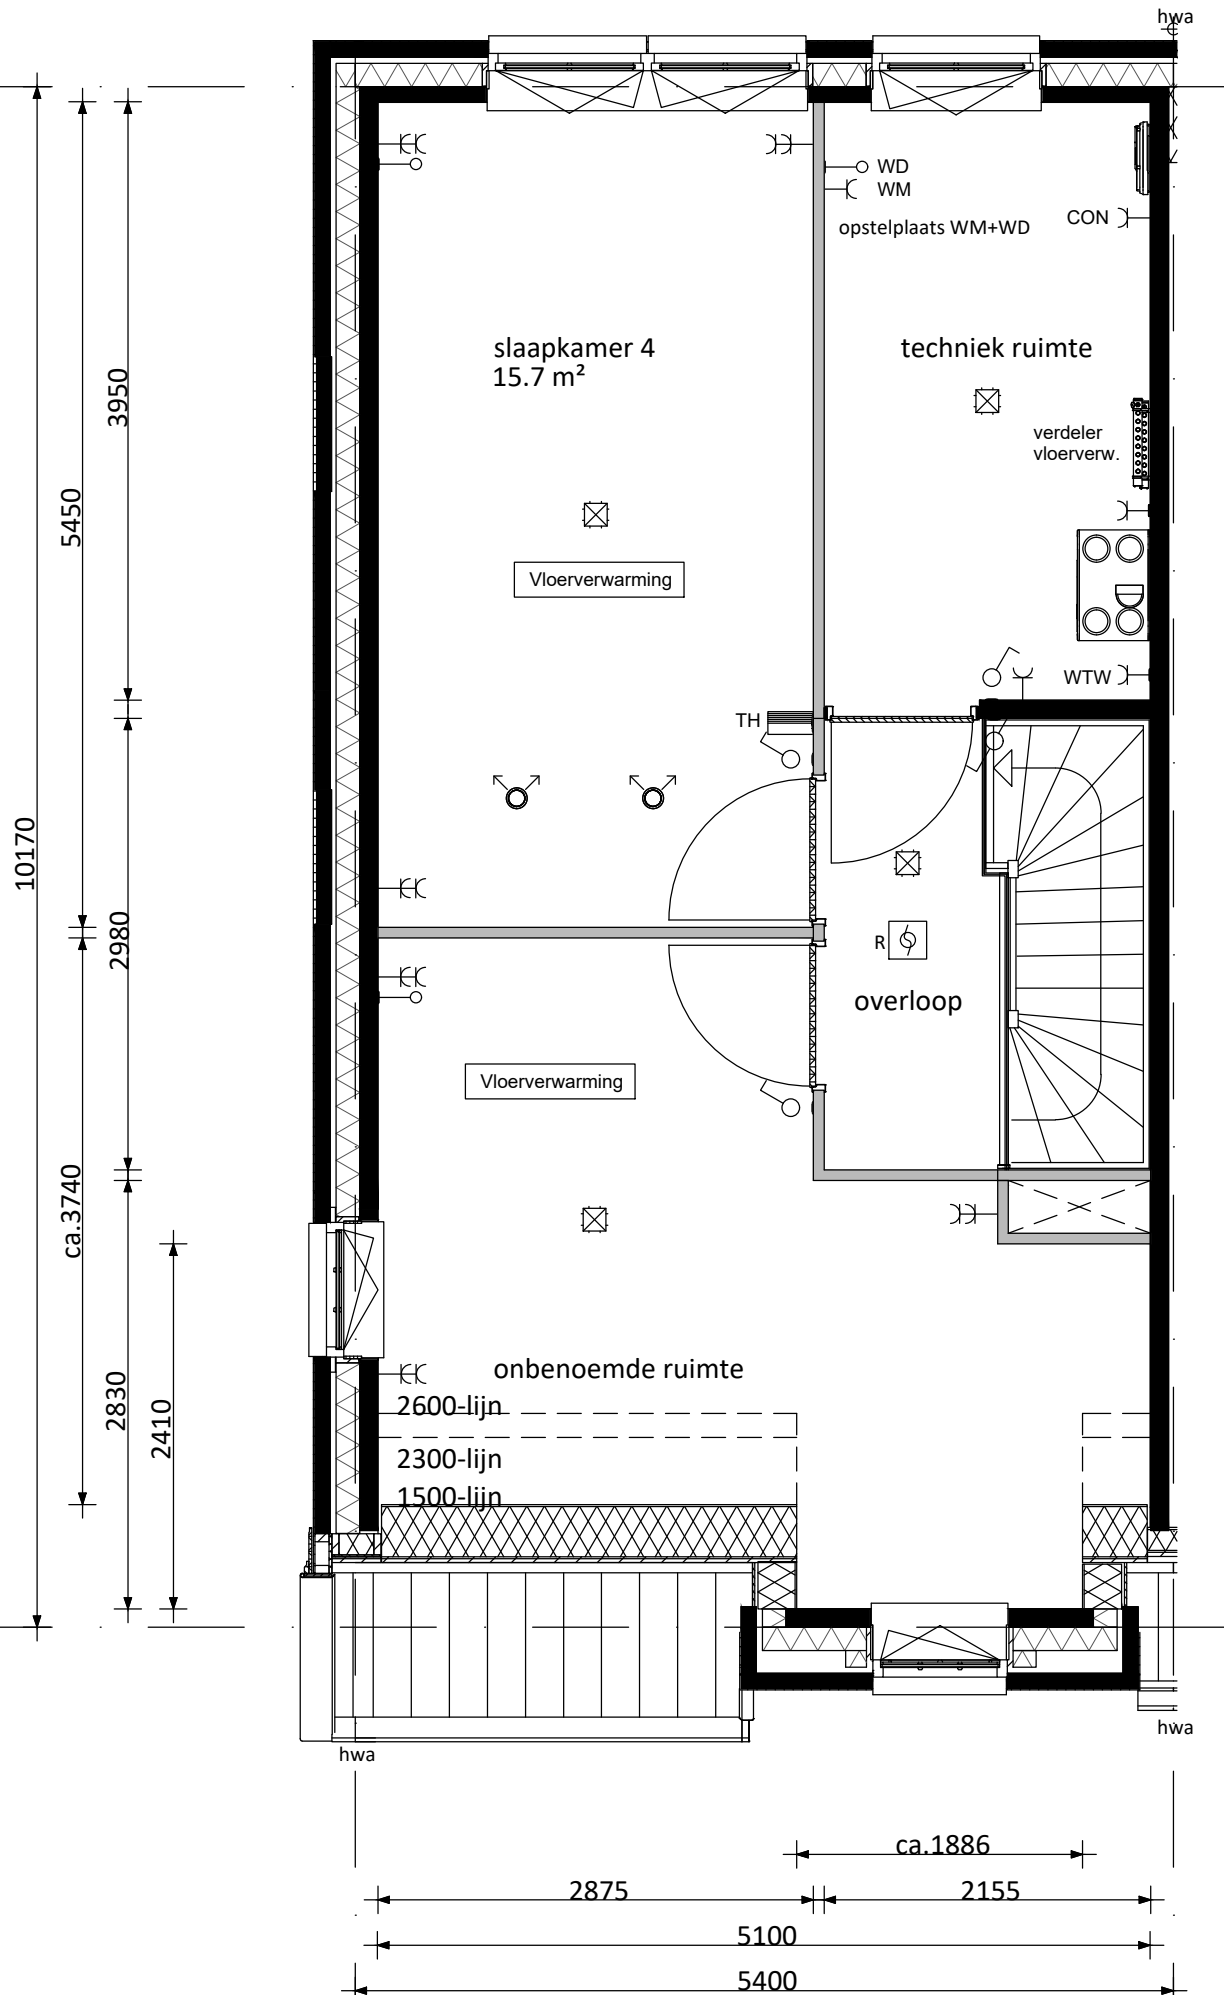 hwa
WD
WM
opstelplaats WM+WD
CON
slaapkamer 4
15.7 m²
techniek ruimte
verdeler
vloerverw.
3950
5450
Vloerverwarming
WTW
TH
10170
2980
R
overloop
Vloerverwarming
ca.3740
onbenoemde ruimte
2830
2410
2600-lijn
2300-lijn
1500-lijn
hwa
hwa
ca.1886
2875
2155
5100
5400